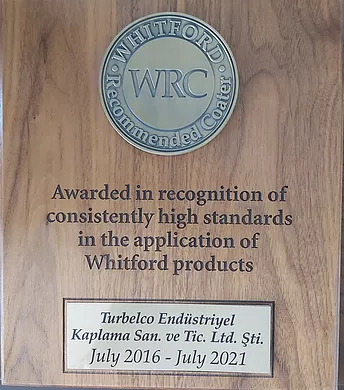 WHITFORD
WRC
Recommended Coater
Awarded in recognition of
consistently high standards
in the application of
Whitford products
Turbelco Endüstriyel
Kaplama San. ve Tic. Ltd. Şti.
July 2016 - July 2021